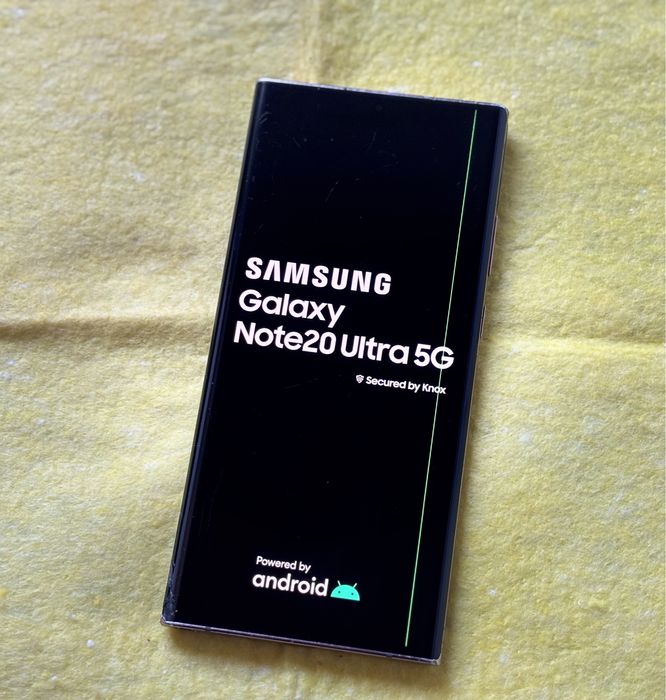 SAMSUNG
Galaxy
Note20 Ultra 5G
Secured by Knox
Powered by
android